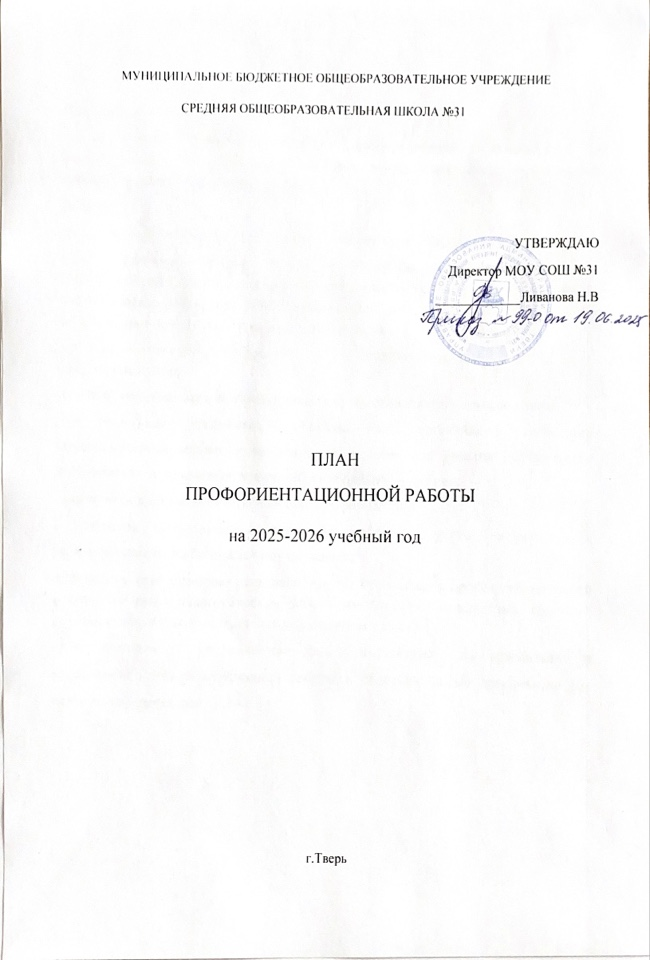 МУНИЦИПАЛЬНОЕ БЮДЖЕТНОЕ ОБЩЕОБРАЗОВАТЕЛЬНОЕ УЧРЕЖДЕНИЕ
СРЕДНЯЯ ОБЩЕОБРАЗОВАТЕЛЬНАЯ ШКОЛА №31
УТВЕРЖДАЮ
Директор МОУ СОШ №31
Ливанова Н.В
Приказ № 99-0 от 19.06.2025
ПЛАН
ПРОФОРИЕНТАЦИОННОЙ РАБОТЫ
на 2025-2026 учебный год
г.Тверь